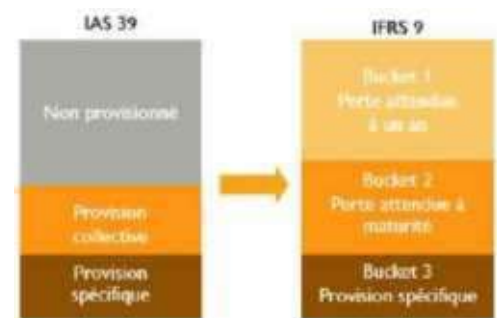 IAS 39
Non provisionné
Provision
collective
Provision
spécifique
IFRS 9
Bucket 1
Perte attendue
à un an
Bucket 2
Perte attendue à
maturité
Bucket 3
Provision spécifique